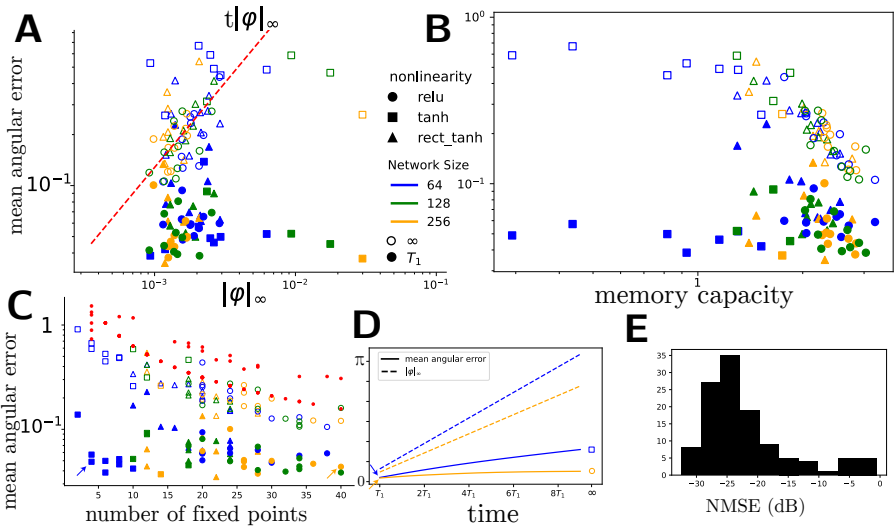 A
t|φ|∞
mean angular error
10⁻¹
10⁻³
10⁻²
10⁻¹
|φ|∞
nonlinearity
relu
tanh
rect_tanh
Network Size
64
128
256
∞
T₁
B
10⁰
10⁻¹
1
memory capacity
C
mean angular error
1
10⁻¹
5
10
15
20
25
30
35
40
number of fixed points
D
π
mean angular error
|φ|∞
T₁
2T₁
4T₁
6T₁
8T₁
∞
time
E
35
30
25
20
15
10
5
0
−30
−25
−20
−15
−10
−5
0
NMSE (dB)